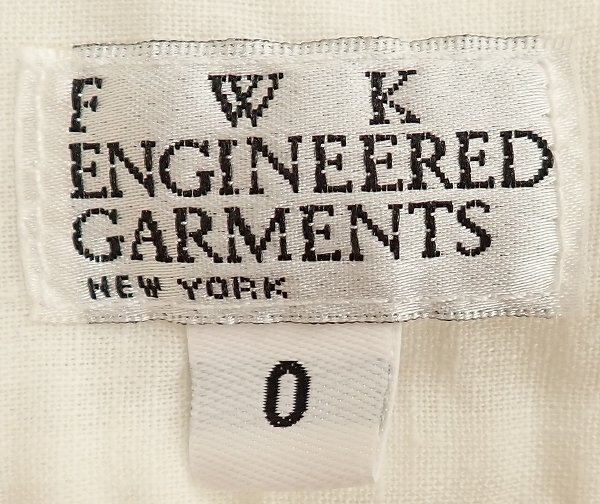 F W K
ENGINEERED
GARMENTS
NEW YORK
0